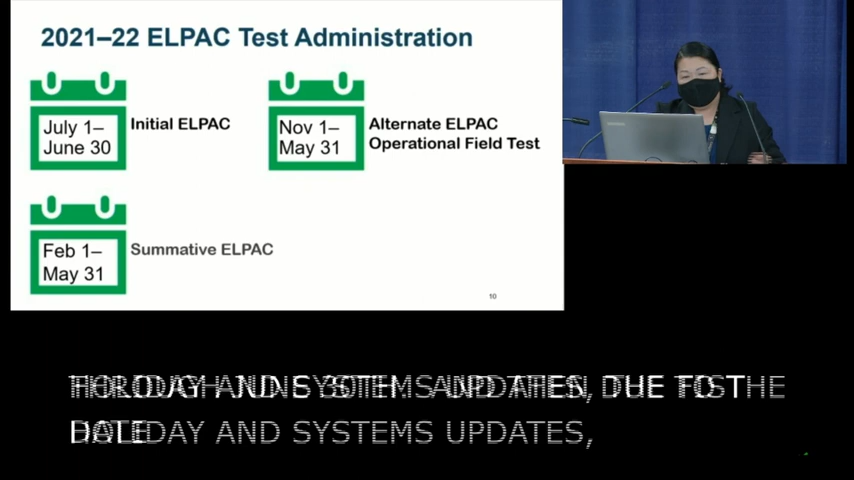 2021–22 ELPAC Test Administration
July 1–
June 30
Initial ELPAC
Nov 1–
May 31
Alternate ELPAC
Operational Field Test
Feb 1–
May 31
Summative ELPAC
10
DAY AND SYSTEMS UPDATES,